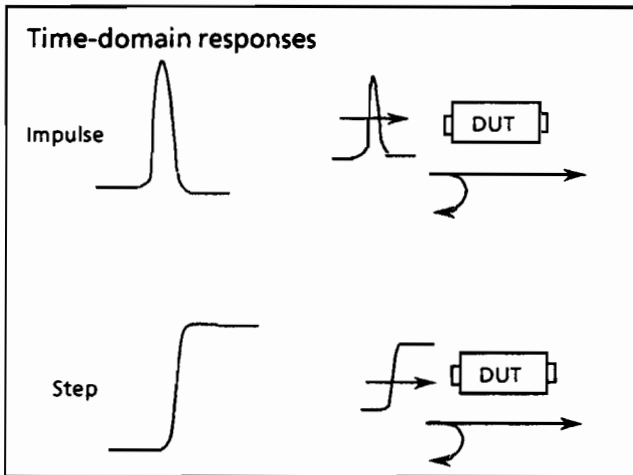 Time-domain responses
Impulse
DUT
Step
DUT